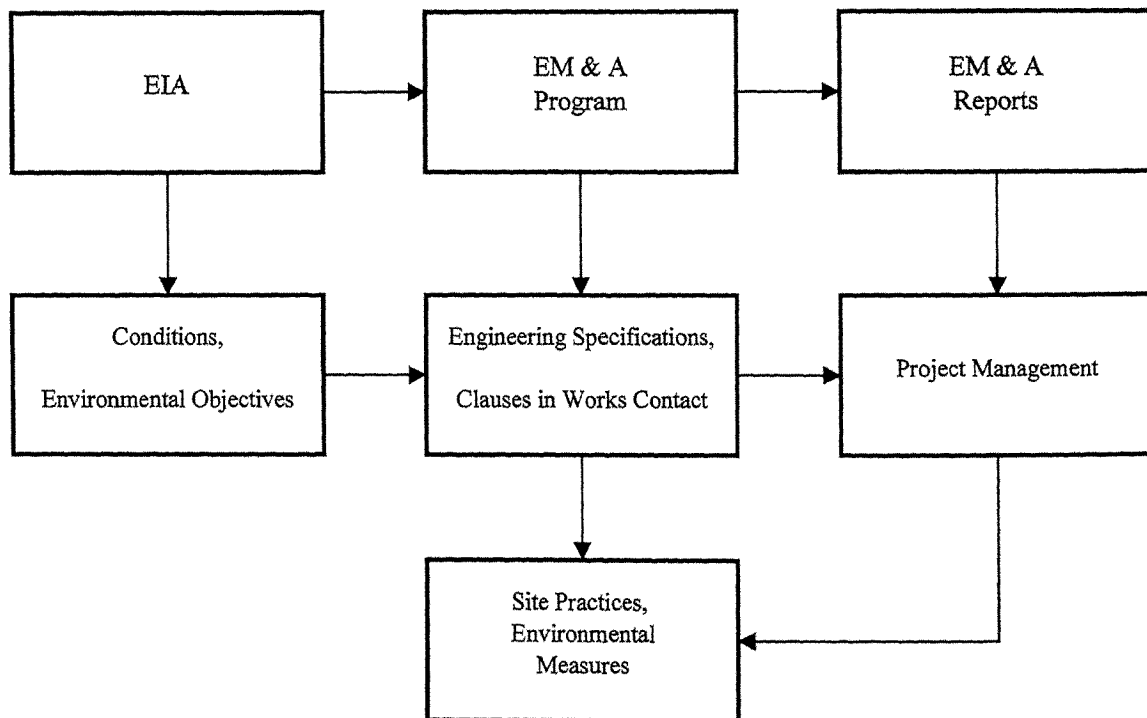 EIA
EM & A
Program
EM & A
Reports
Conditions,
Environmental Objectives
Engineering Specifications,
Clauses in Works Contact
Project Management
Site Practices,
Environmental
Measures